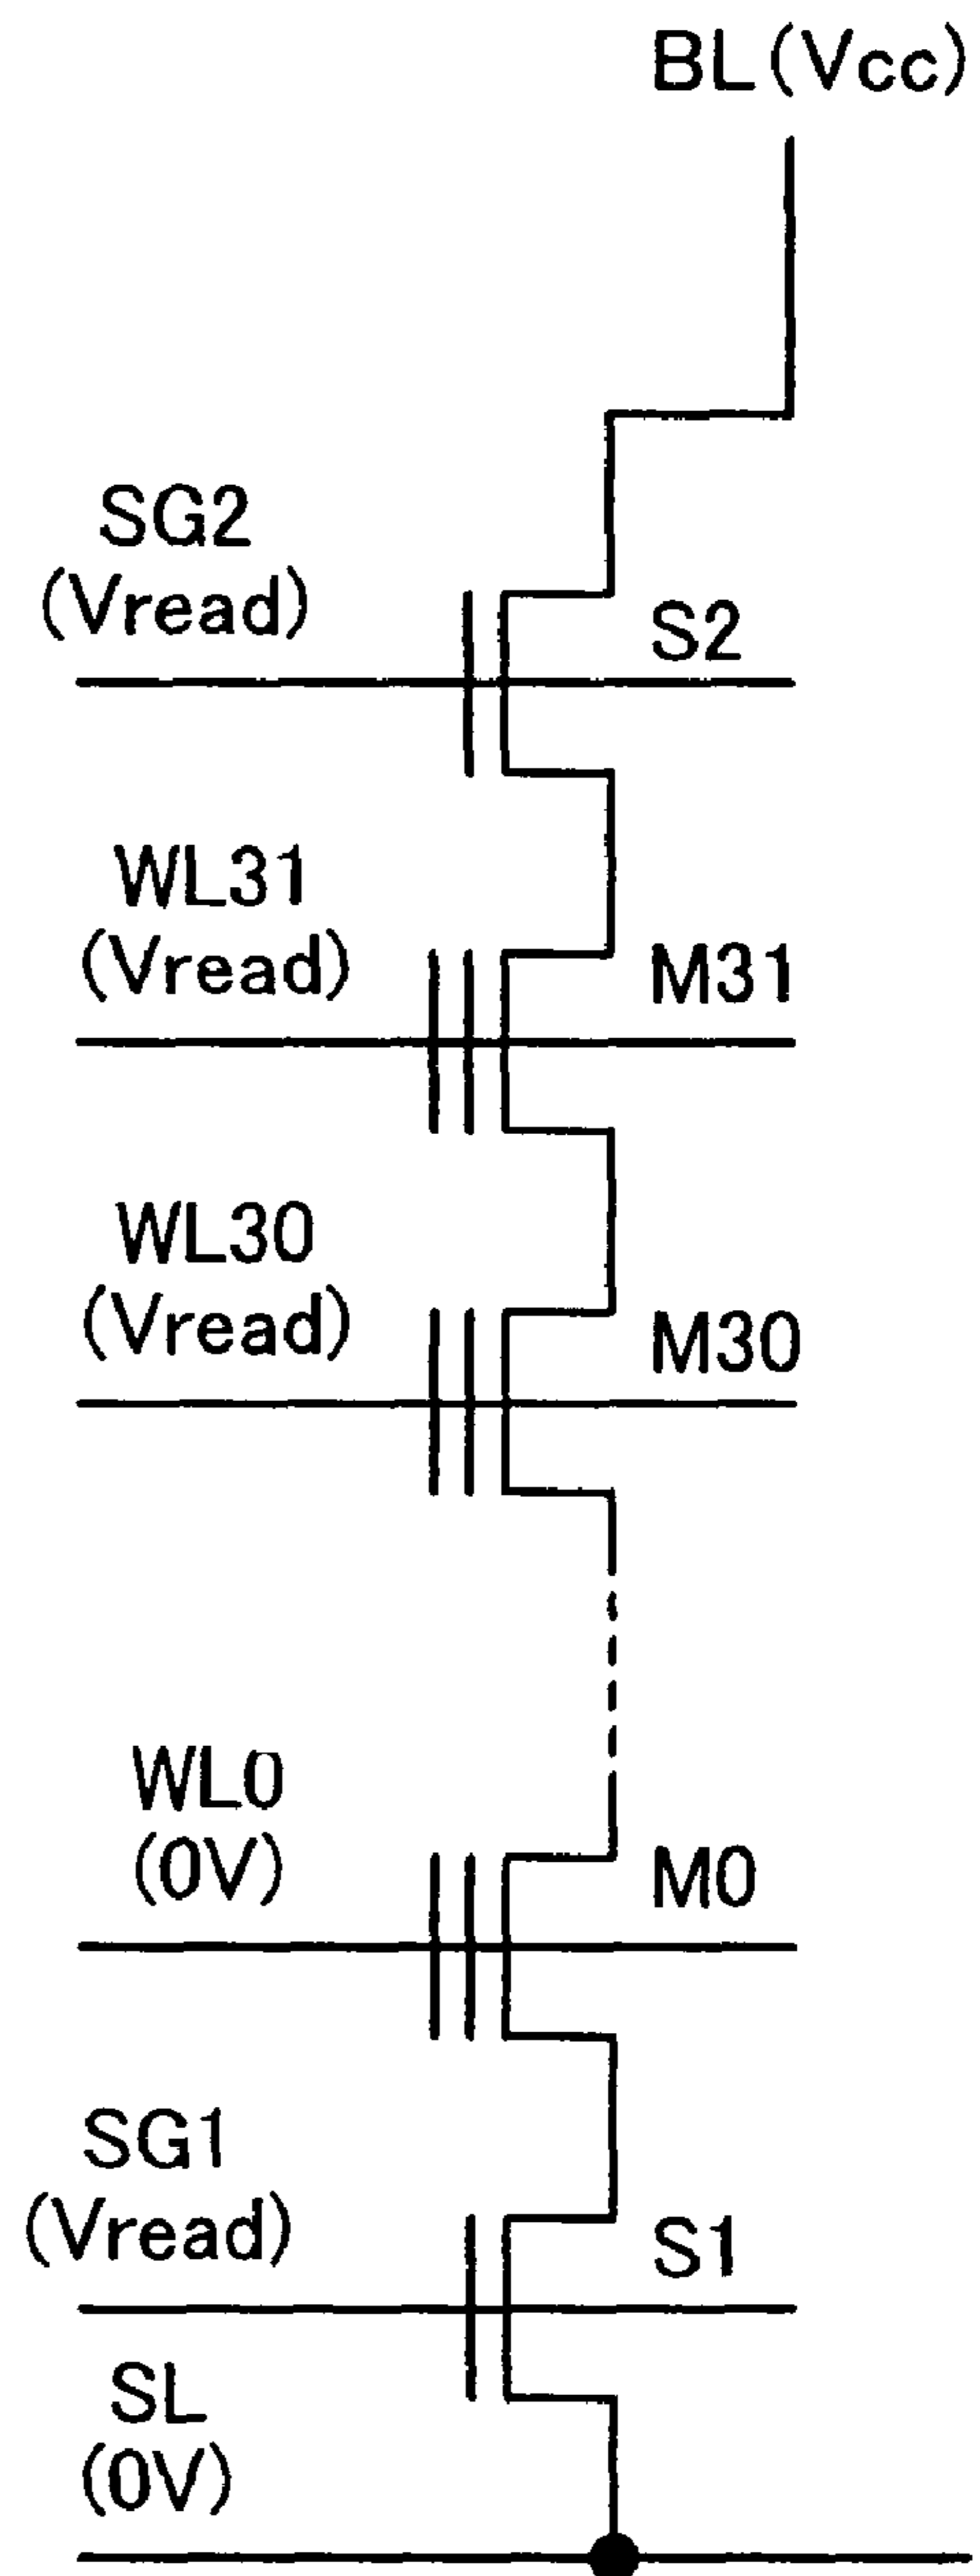 BL(Vcc)
SG2
(Vread)
S2
WL31
(Vread)
M31
WL30
(Vread)
M30
WL0
(0V)
M0
SG1
(Vread)
S1
SL
(0V)